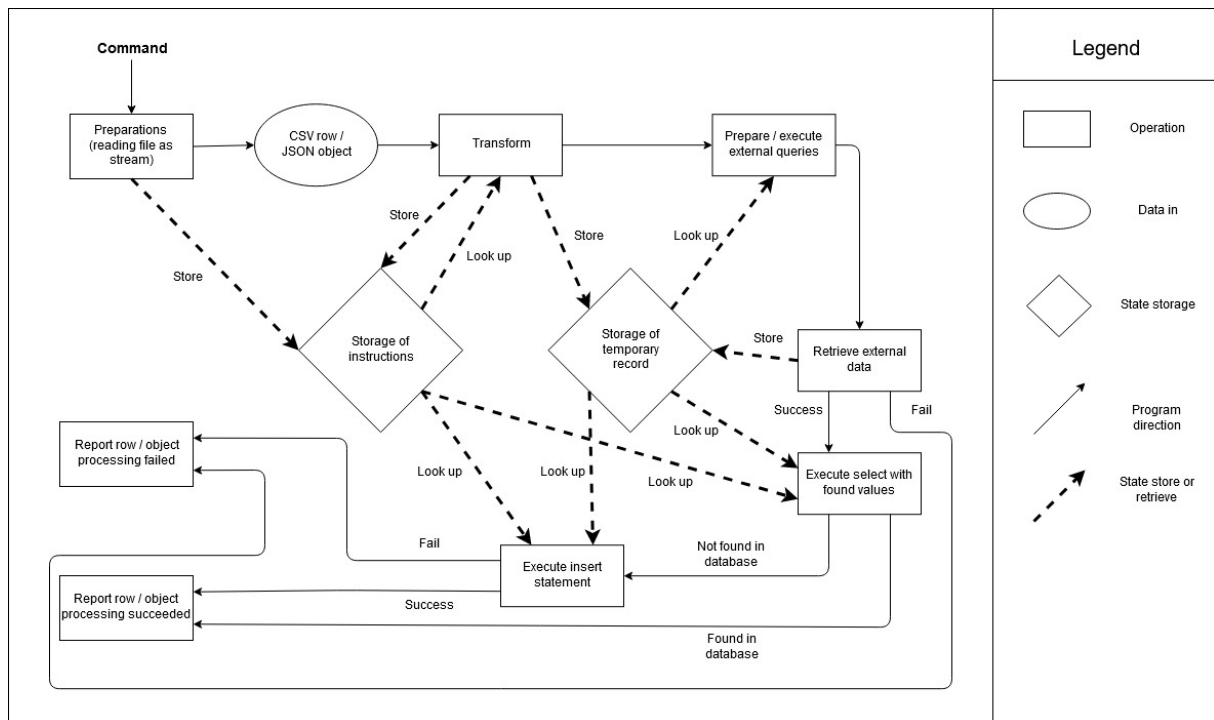 Command
Legend
Preparations
(reading file as
stream)
CSV row /
JSON object
Transform
Prepare / execute
external queries
Operation
Data in
Store
Look up
Store
Look up
Store
State storage
Storage of
instructions
Storage of
temporary
record
Store
Retrieve external
data
Success
Fail
Program
direction
Look up
Report row / object
processing failed
Look up
Look up
Look up
Execute select with
found values
State store or
retrieve
Fail
Not found in
database
Execute insert
statement
Report row / object
processing succeeded
Success
Found in
database